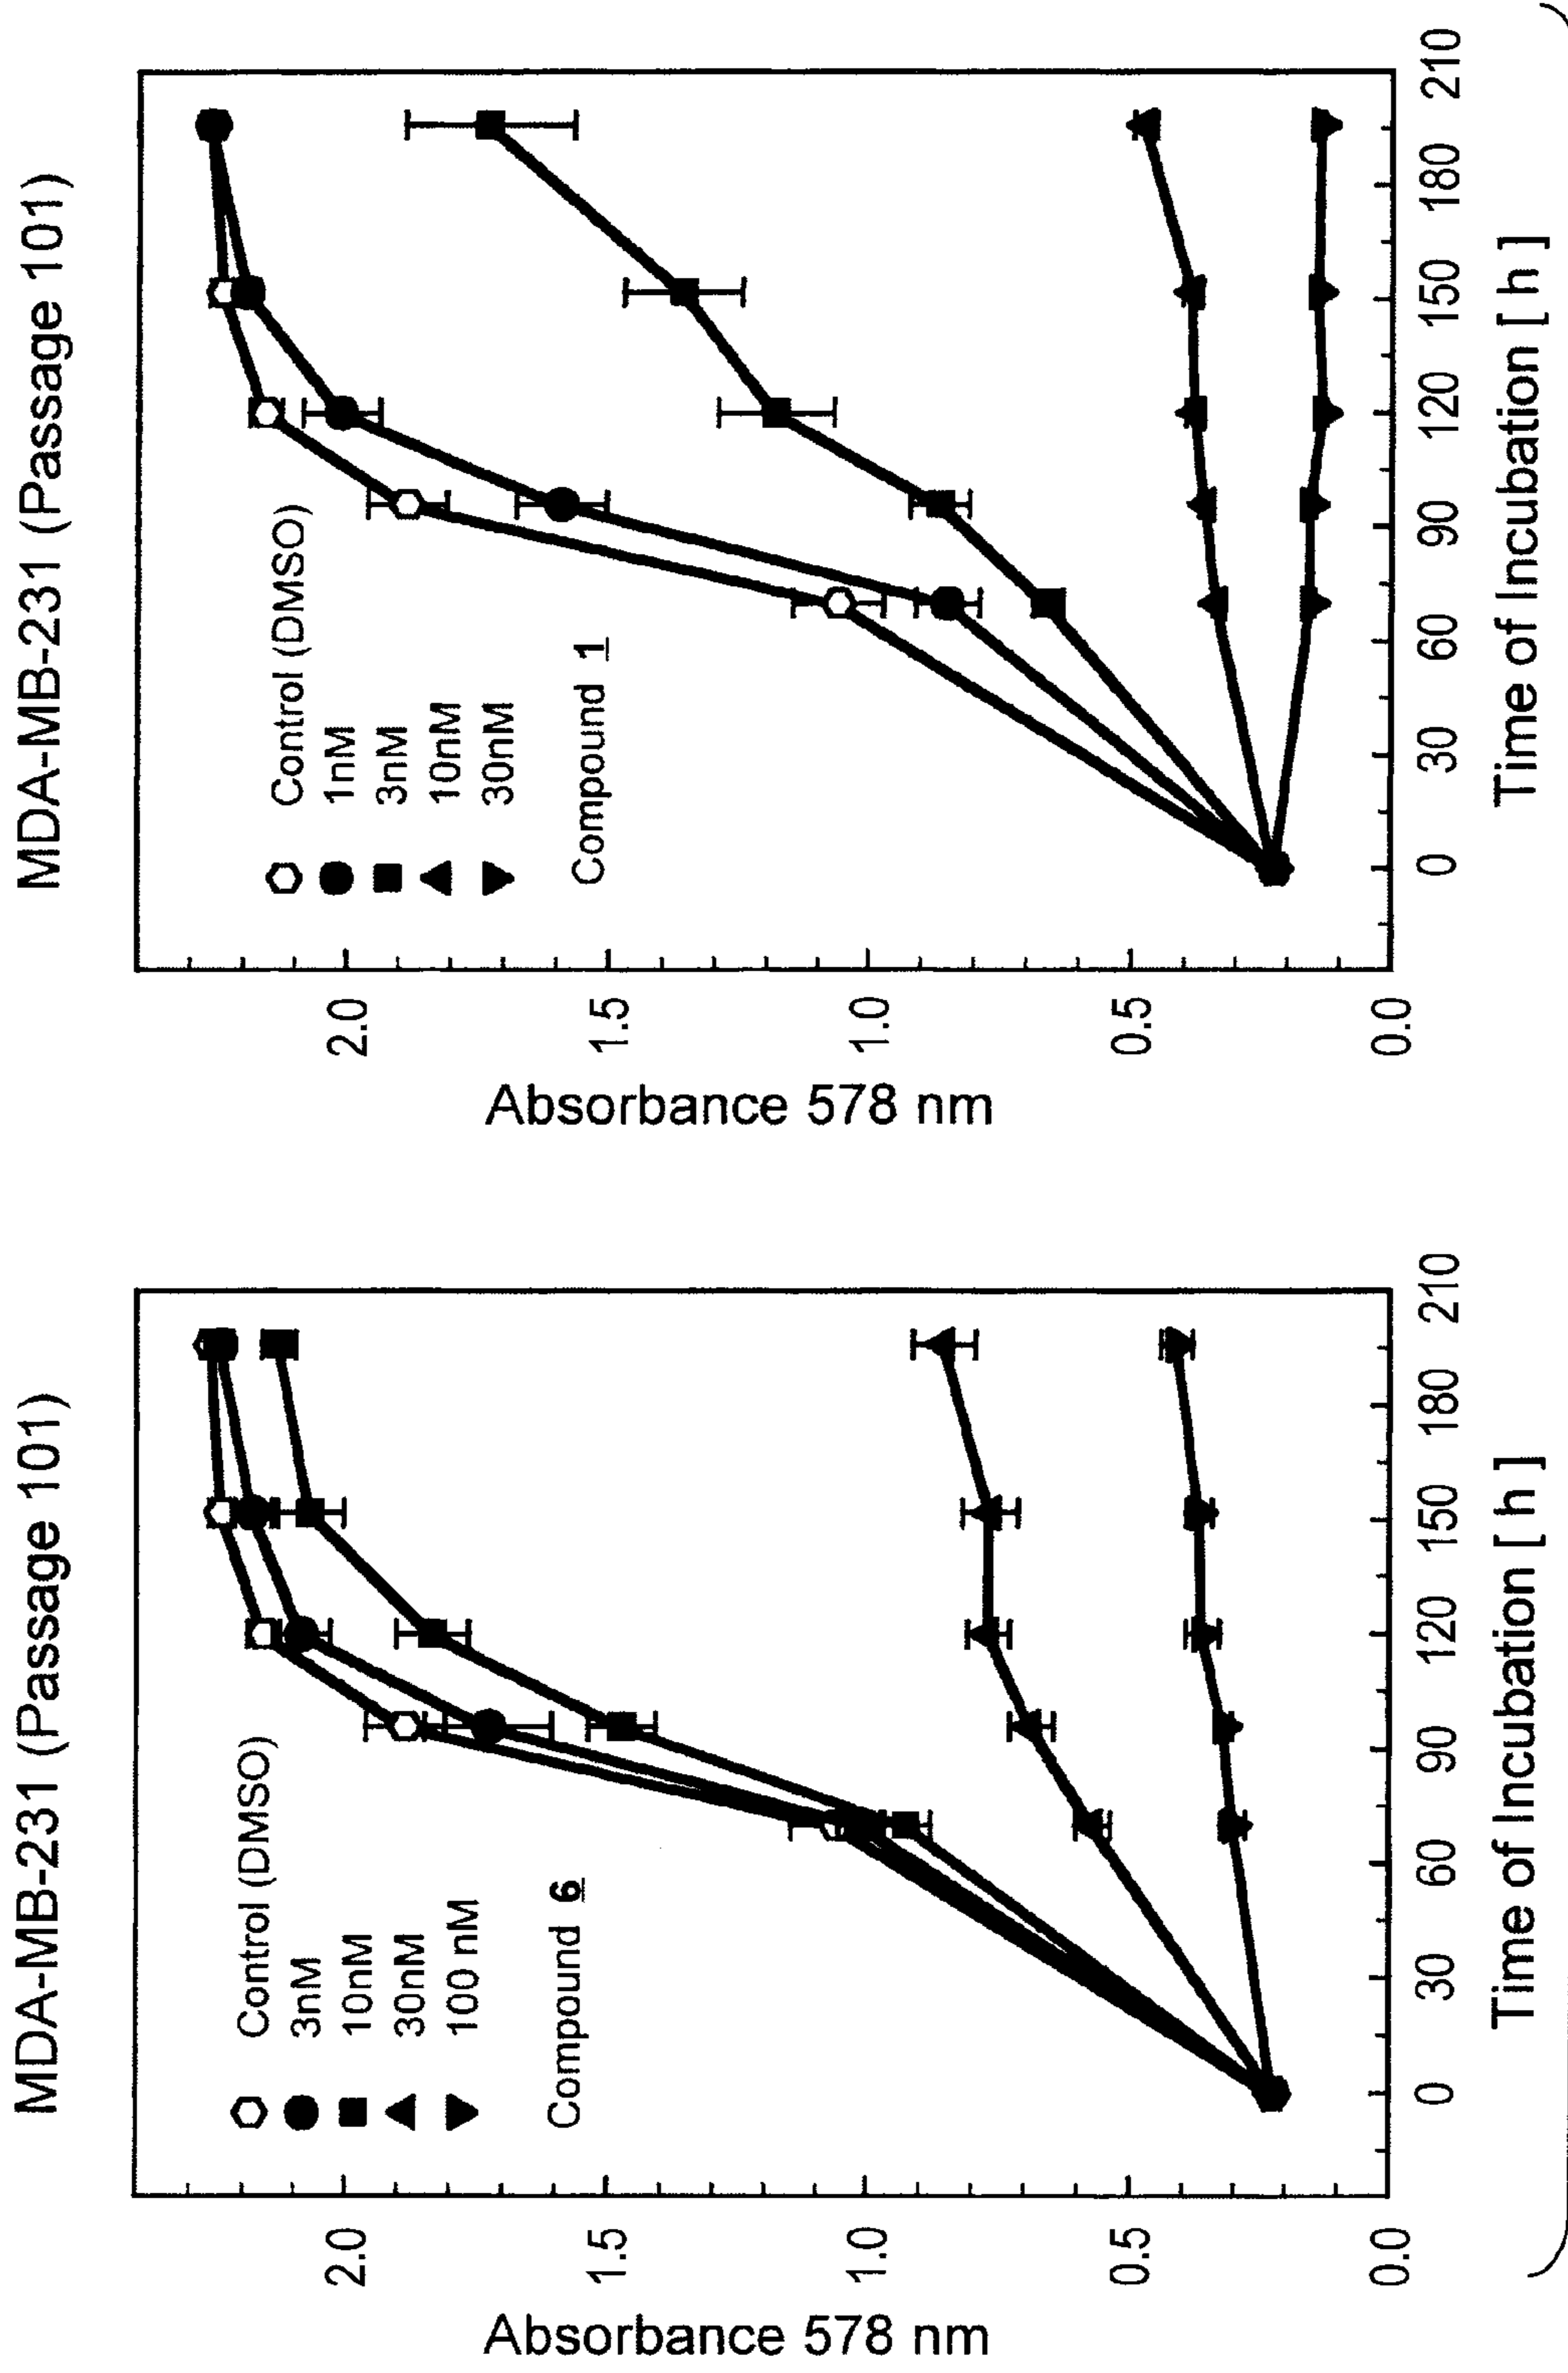 MDA-MB-231 (Passage 101)
Absorbance 578 nm
2.0
1.5
1.0
0.5
0.0
Control (DMSO)
3nM
10nM
30nM
100 nM
Compound 6
0 30 60 90 120 150 180 210
Time of Incubation [ h ]
MDA-MB-231 (Passage 101)
Absorbance 578 nm
2.0
1.5
1.0
0.5
0.0
Control (DMSO)
1nM
3nM
10nM
30nM
Compound 1
0 30 60 90 120 150 180 210
Time of Incubation [ h ]